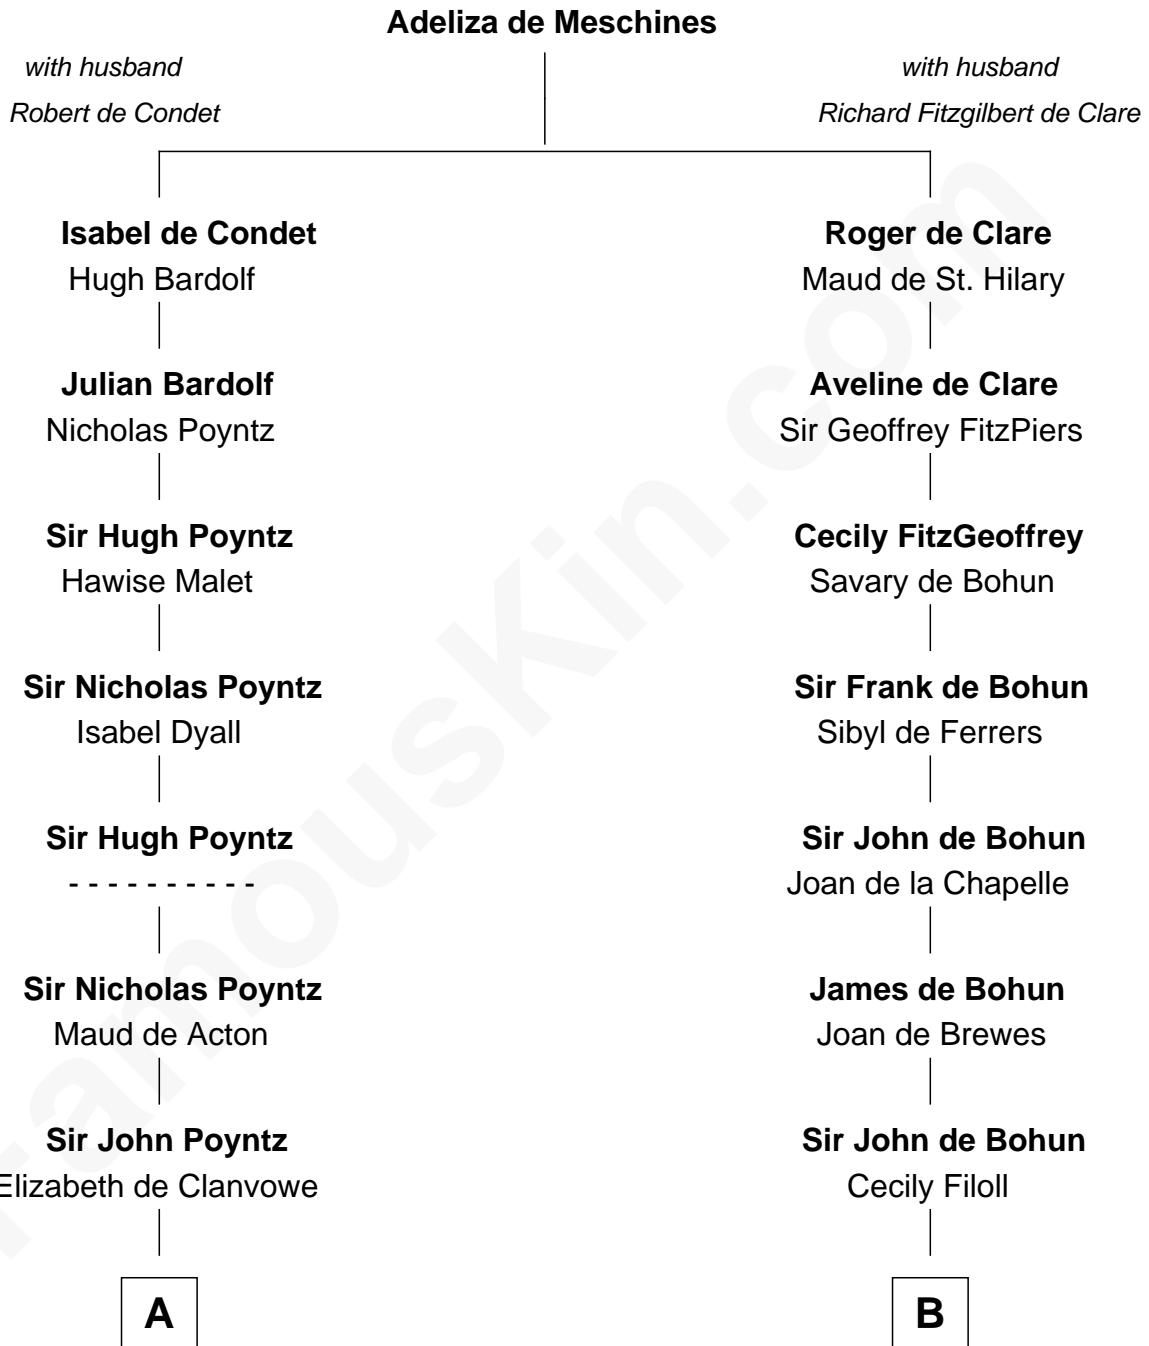 Adeliza de Meschines
with husband
Robert de Condet
with husband
Richard Fitzgilbert de Clare
Isabel de Condet
Hugh Bardolf
Roger de Clare
Maud de St. Hilary
Julian Bardolf
Nicholas Poyntz
Aveline de Clare
Sir Geoffrey FitzPiers
Sir Hugh Poyntz
Hawise Malet
Cecily FitzGeoffrey
Savary de Bohun
Sir Nicholas Poyntz
Isabel Dyall
Sir Frank de Bohun
Sibyl de Ferrers
Sir Hugh Poyntz
- - - - - - - - - -
Sir John de Bohun
Joan de la Chapelle
Sir Nicholas Poyntz
Maud de Acton
James de Bohun
Joan de Brewes
Sir John Poyntz
Elizabeth de Clanvowe
Sir John de Bohun
Cecily Filoll
A
B
FamousKin.com